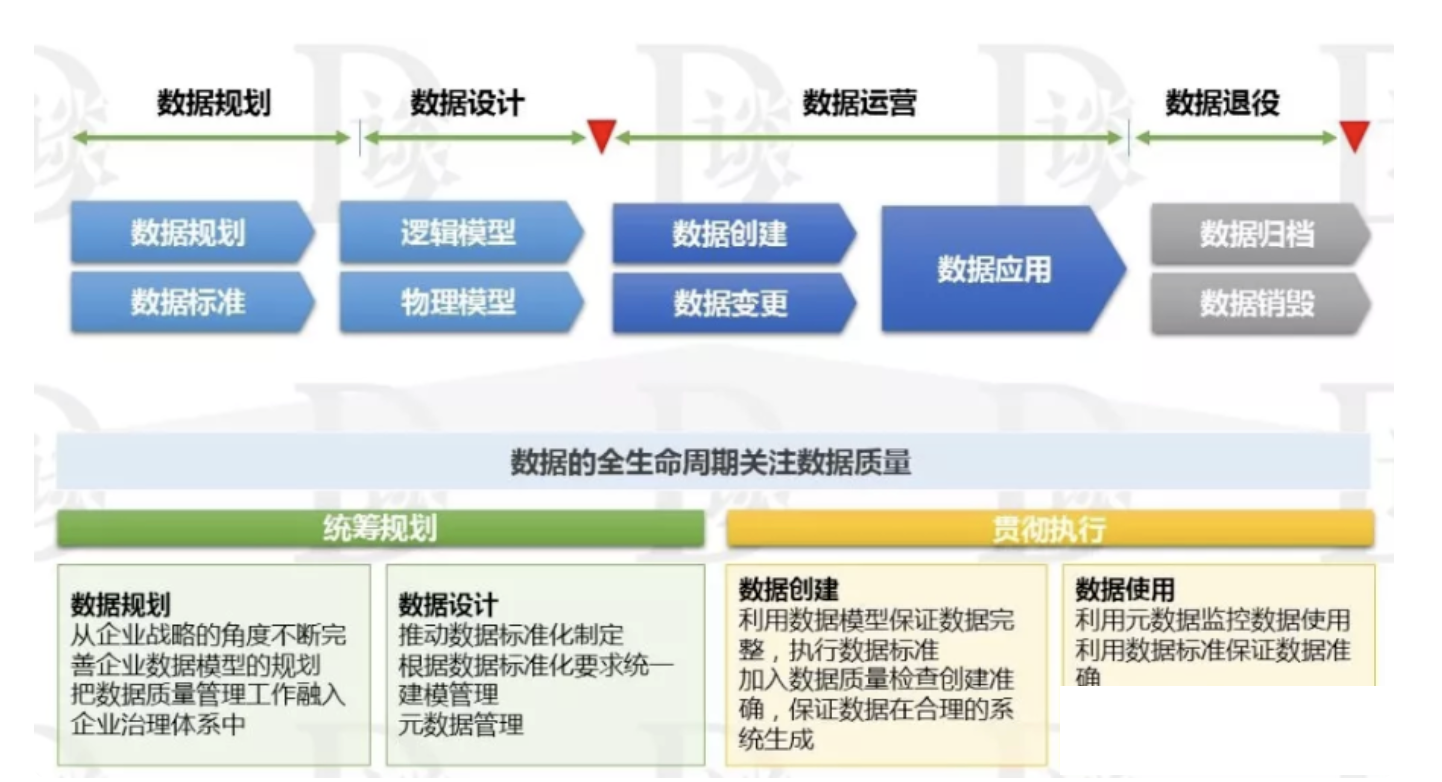 数据规划
数据设计
数据运营
数据退役
数据规划
逻辑模型
数据创建
数据应用
数据归档
数据标准
物理模型
数据变更
数据销毁
数据的全生命周期关注数据质量
统筹规划
贯彻执行
数据规划
从企业战略的角度不断完
善企业数据模型的规划
把数据质量管理工作融入
企业治理体系中
数据设计
推动数据标准化制定
根据数据标准化要求统一
建模管理
元数据管理
数据创建
利用数据模型保证数据完
整，执行数据标准
加入数据质量检查创建准
确，保证数据在合理的系
统生成
数据使用
利用元数据监控数据使用
利用数据标准保证数据准
确